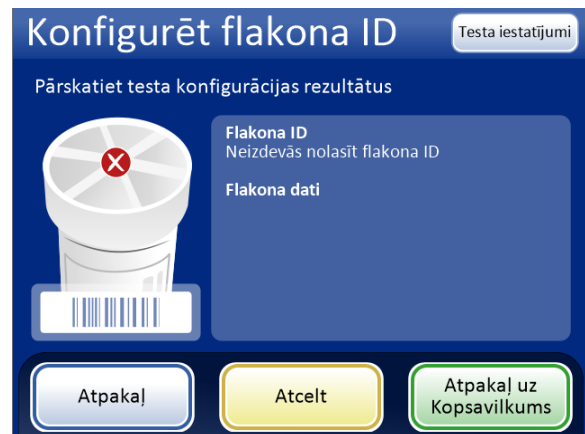 Konfigurēt flakona ID
Testa iestatījumi
Pārskatiet testa konfigurācijas rezultātus
Flakona ID
Neizdevās nolasīt flakona ID
Flakona dati
Atpakaļ
Atcelt
Atpakaļ uz
Kopsavilkums